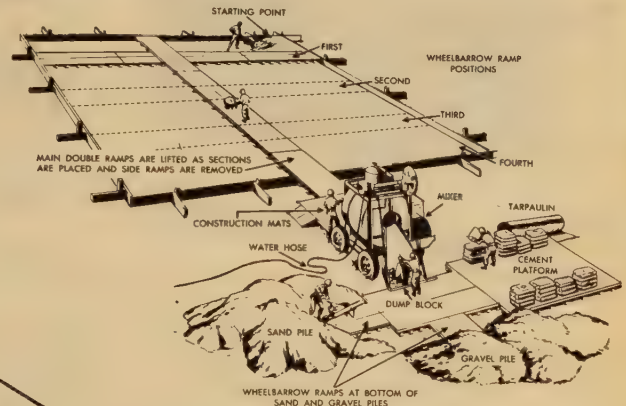 STARTING POINT
FIRST
WHEELBARROW RAMP
POSITIONS
SECOND
THIRD
MAIN DOUBLE RAMPS ARE LIFTED AS SECTIONS
ARE PLACED AND SIDE RAMPS ARE REMOVED
FOURTH
MIXER
TARPAULIN
CONSTRUCTION MATS
WATER HOSE
CEMENT
PLATFORM
DUMP BLOCK
SAND PILE
GRAVEL PILE
WHEELBARROW RAMPS AT BOTTOM OF
SAND AND GRAVEL PILES